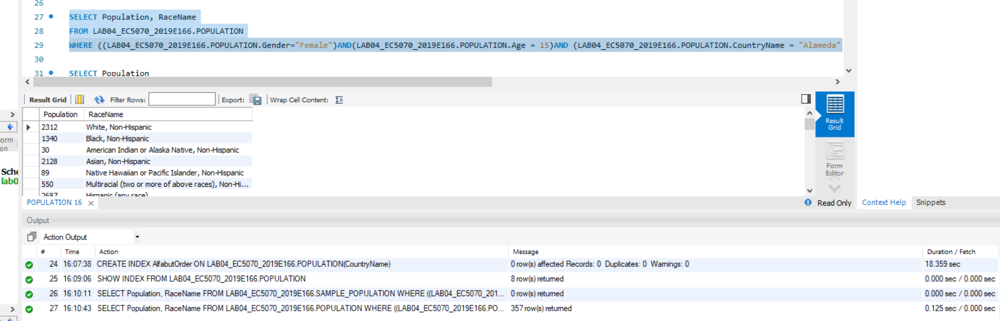 26
27 SELECT Population, RaceName
28 FROM LAB04_EC5070_2019E166.POPULATION
29 WHERE ((LAB04_EC5070_2019E166.POPULATION.Gender="Female")AND(LAB04_EC5070_2019E166.POPULATION.Age = 15)AND (LAB04_EC5070_2019E166.POPULATION.CountryName = "Alameda"
30
31 SELECT Population
Result Grid Filter Rows: Export: Wrap Cell Content: IA
Population RaceName
2312 White, Non-Hispanic
1340 Black, Non-Hispanic
30 American Indian or Alaska Native, Non-Hispanic
2128 Asian, Non-Hispanic
89 Native Hawaiian or Pacific Islander, Non-Hispanic
550 Multiracial (two or more of above races), Non-Hi...
2687 Hispanic (any race)
Result
Grid
Form
Editor
orm
on
Sche
lab0
POPULATION 16 Read Only Context Help Snippets
Output
Action Output
# Time Action Message Duration / Fetch
24 16:07:38 CREATE INDEX AlfabutOrder ON LAB04_EC5070_2019E166.POPULATION(CountryName) 0 row(s) affected Records: 0 Duplicates: 0 Warnings: 0 18.359 sec
25 16:09:06 SHOW INDEX FROM LAB04_EC5070_2019E166.POPULATION 8 row(s) returned 0.000 sec / 0.000 sec
26 16:10:11 SELECT Population, RaceName FROM LAB04_EC5070_2019E166.SAMPLE_POPULATION WHERE ((LAB04_EC5070_201... 0 row(s) returned 0.000 sec / 0.000 sec
27 16:10:43 SELECT Population, RaceName FROM LAB04_EC5070_2019E166.POPULATION WHERE ((LAB04_EC5070_2019E166.PO... 357 row(s) returned 0.125 sec / 0.000 sec